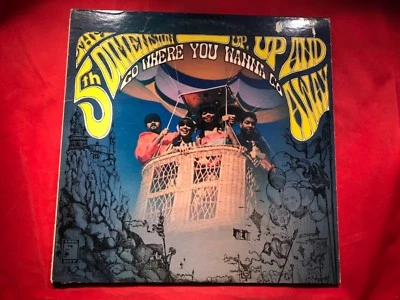 THE
5th DIMENSION
UP, UP AND
AWAY
GO WHERE YOU WANNA GO